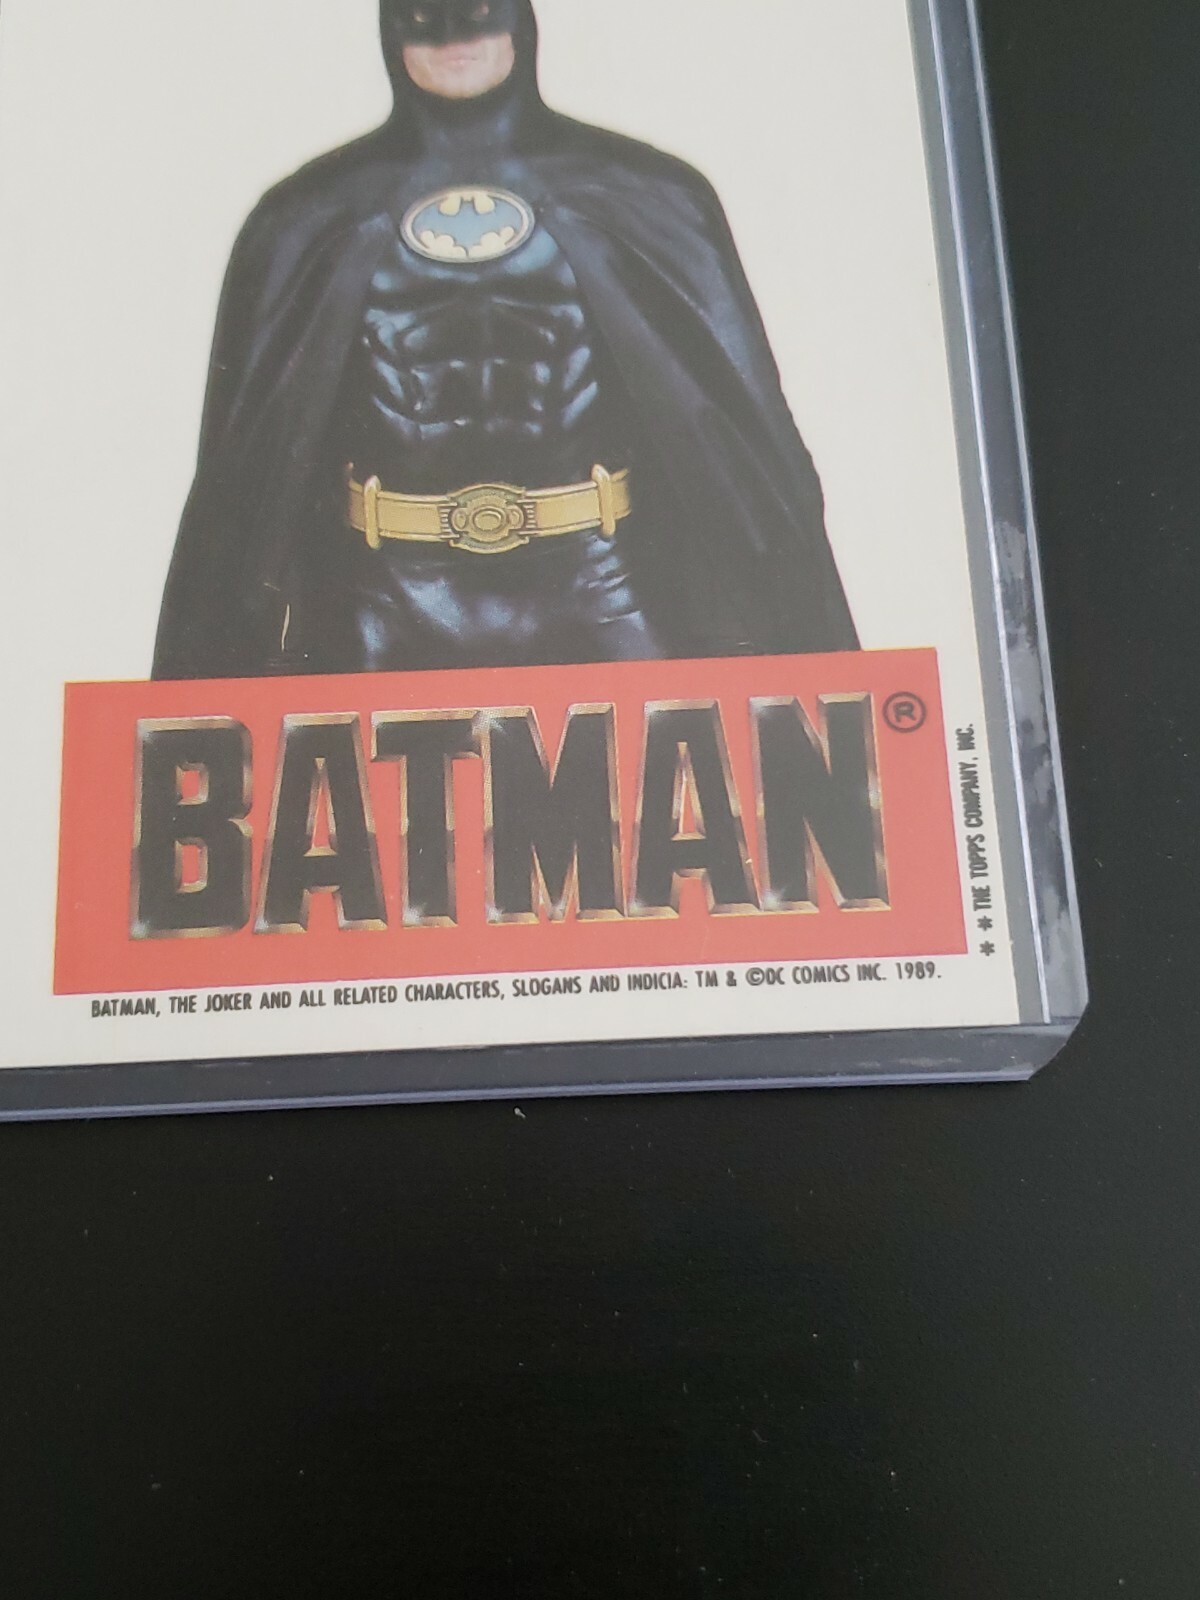 BATMAN®
* * THE TOPPS COMPANY, INC.
BATMAN, THE JOKER AND ALL RELATED CHARACTERS, SLOGANS AND INDICIA: TM & ©DC COMICS INC. 1989.